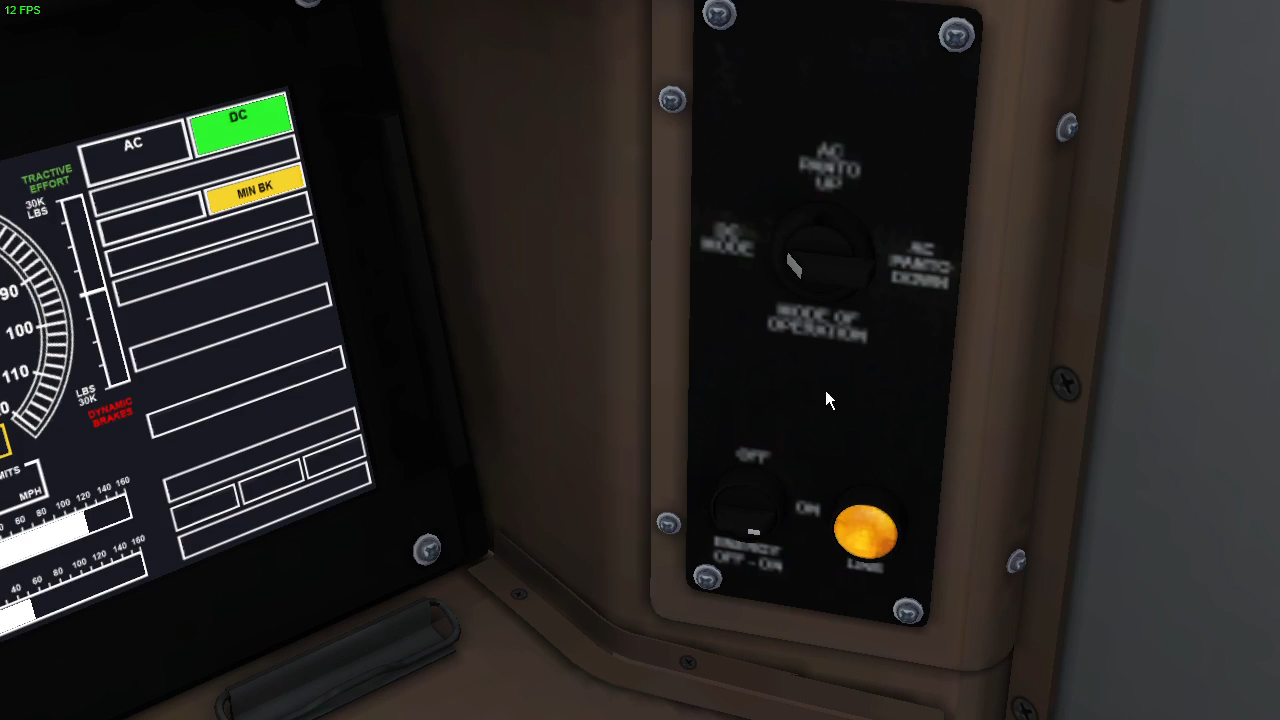 12 FPS
AC
DC
TRACTIVE
EFFORT
30K
LBS
MIN BK
90
100
110
LBS
30K
DYNAMIC
BRAKES
MPH
60 80 100 120 140 160
40 60 80 100 120 140 160
AC
PANTO
UP
DC
MODE
AC
PANTO
DOWN
MODE OF
OPERATION
OFF
ON
OFF-ON